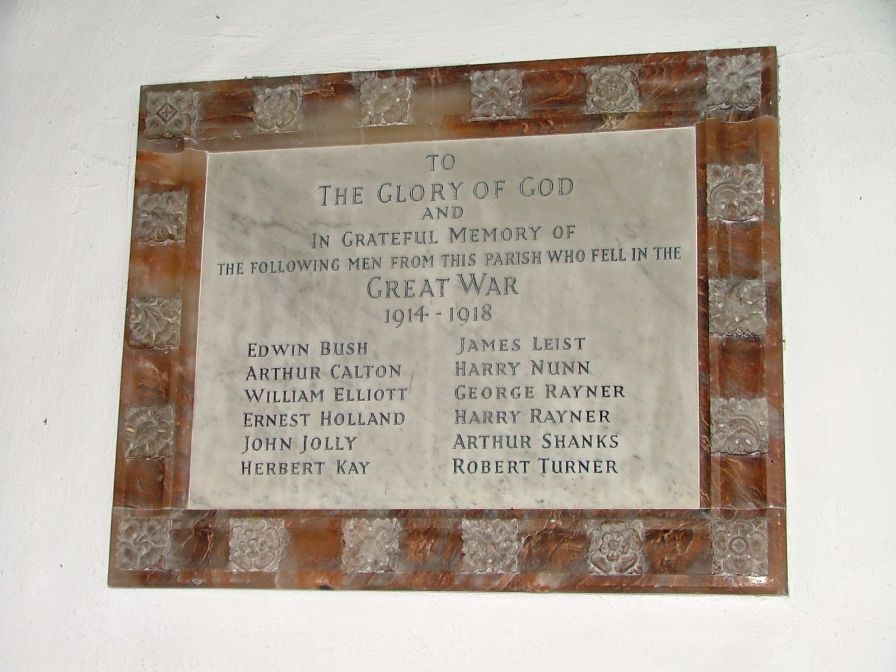 TO
THE GLORY OF GOD
AND
IN GRATEFUL MEMORY OF
THE FOLLOWING MEN FROM THIS PARISH WHO FELL IN THE
GREAT WAR
1914 - 1918
EDWIN BUSH
ARTHUR CALTON
WILLIAM ELLIOTT
ERNEST HOLLAND
JOHN JOLLY
HERBERT KAY
JAMES LEIST
HARRY NUNN
GEORGE RAYNER
HARRY RAYNER
ARTHUR SHANKS
ROBERT TURNER